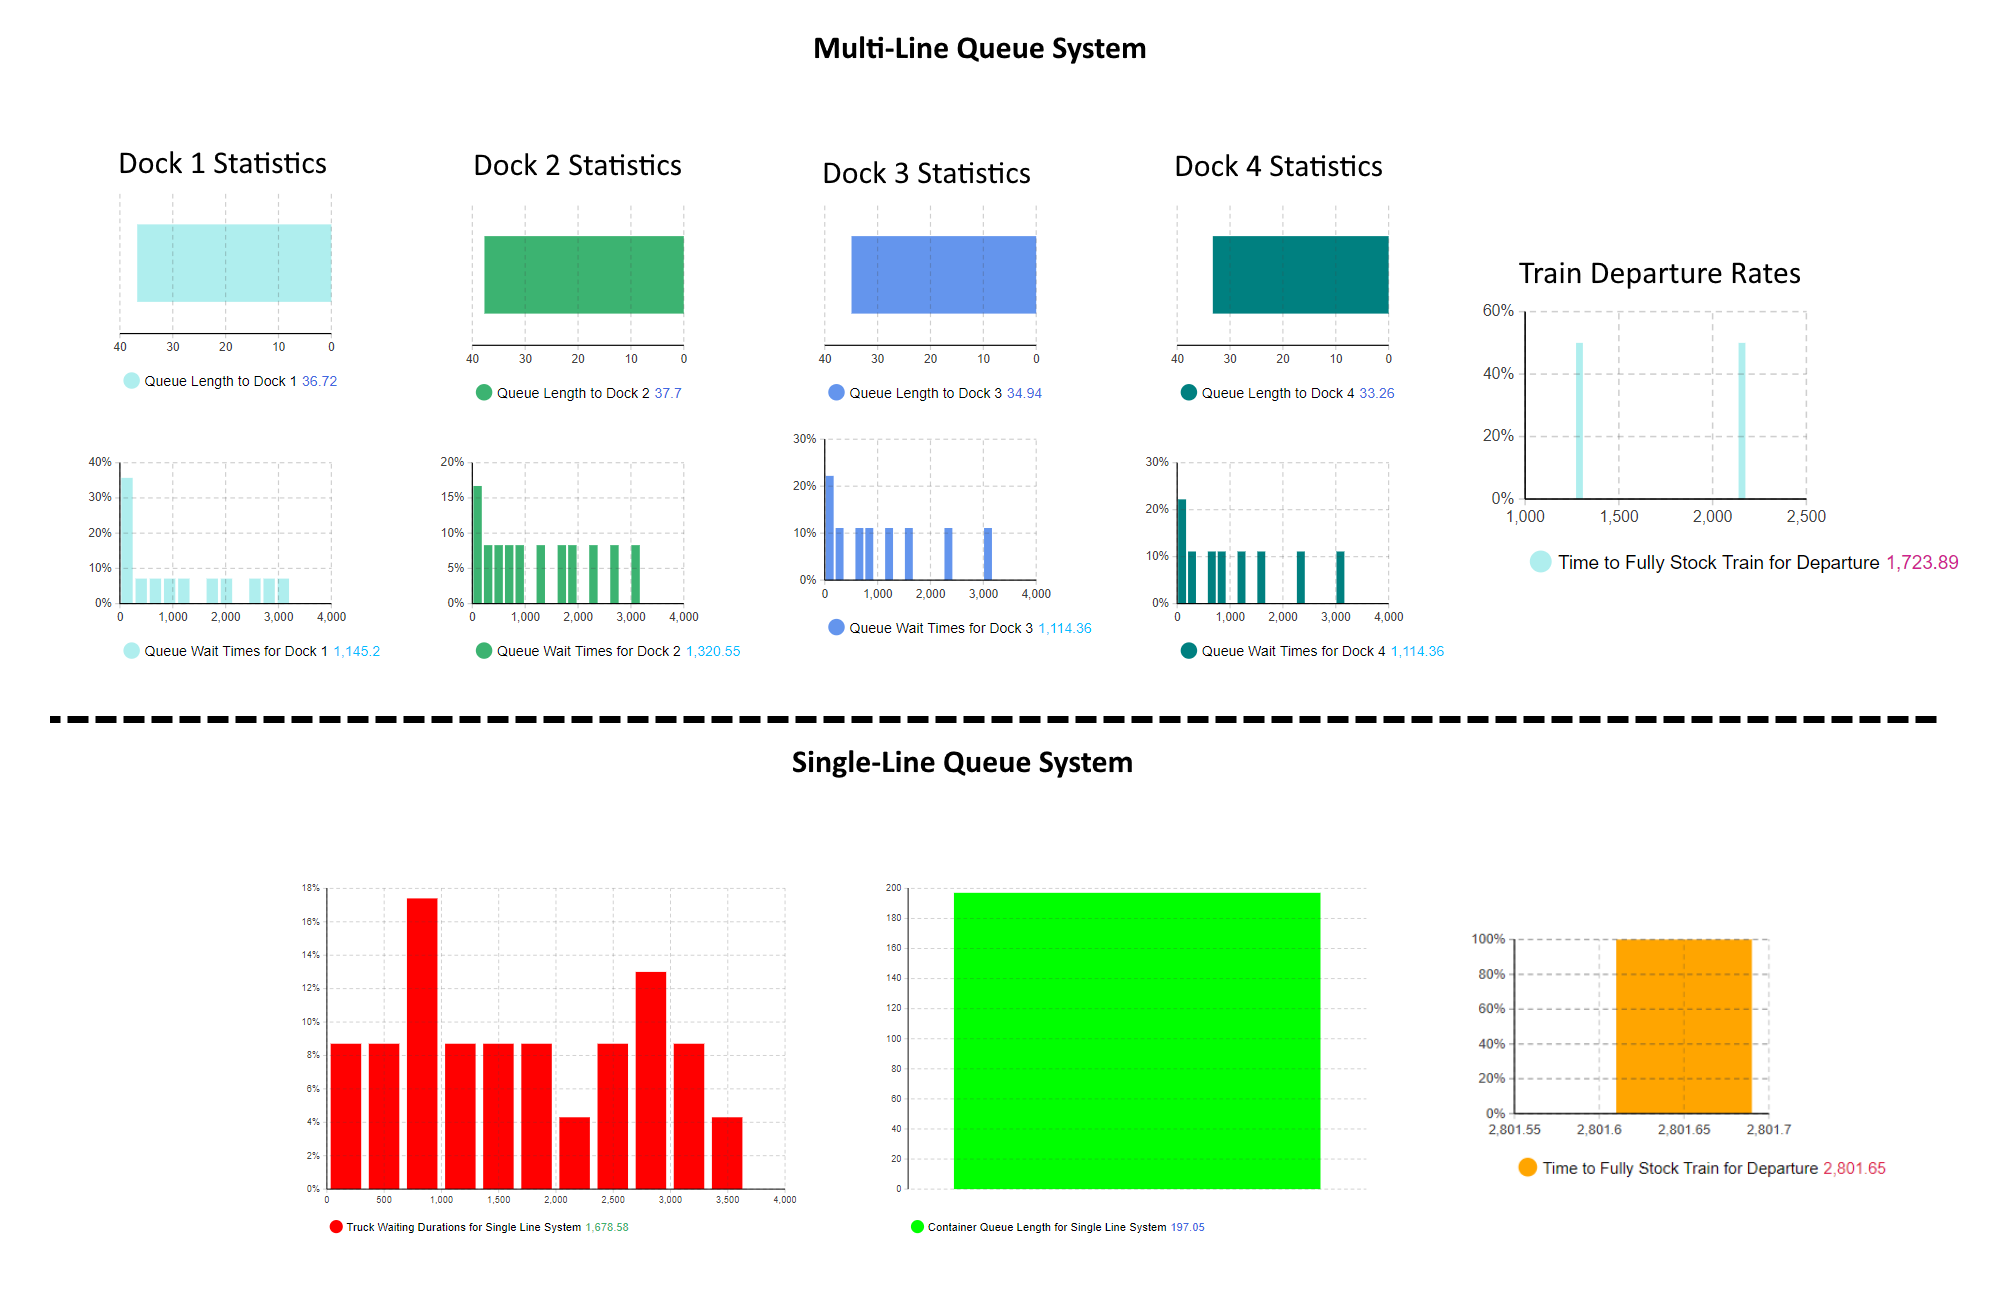 Multi-Line Queue System
Dock 1 Statistics
40 30 20 10 0
Queue Length to Dock 1 36.72
40%
30%
20%
10%
0%
0 1,000 2,000 3,000 4,000
Queue Wait Times for Dock 1 1,145.2
Dock 2 Statistics
40 30 20 10 0
Queue Length to Dock 2 37.7
20%
15%
10%
5%
0%
0 1,000 2,000 3,000 4,000
Queue Wait Times for Dock 2 1,320.55
Dock 3 Statistics
40 30 20 10 0
Queue Length to Dock 3 34.94
30%
20%
10%
0%
0 1,000 2,000 3,000 4,000
Queue Wait Times for Dock 3 1,114.36
Dock 4 Statistics
40 30 20 10 0
Queue Length to Dock 4 33.26
30%
20%
10%
0%
0 1,000 2,000 3,000 4,000
Queue Wait Times for Dock 4 1,114.36
Train Departure Rates
60%
40%
20%
0%
1,000 1,500 2,000 2,500
Time to Fully Stock Train for Departure 1,723.89
Single-Line Queue System
18%
16%
14%
12%
10%
8%
6%
4%
2%
0%
0 500 1,000 1,500 2,000 2,500 3,000 3,500 4,000
Truck Waiting Durations for Single Line System 1,678.58
200
180
160
140
120
100
80
60
40
20
0
Container Queue Length for Single Line System 197.05
100%
80%
60%
40%
20%
0%
2,801.55 2,801.6 2,801.65 2,801.7
Time to Fully Stock Train for Departure 2,801.65